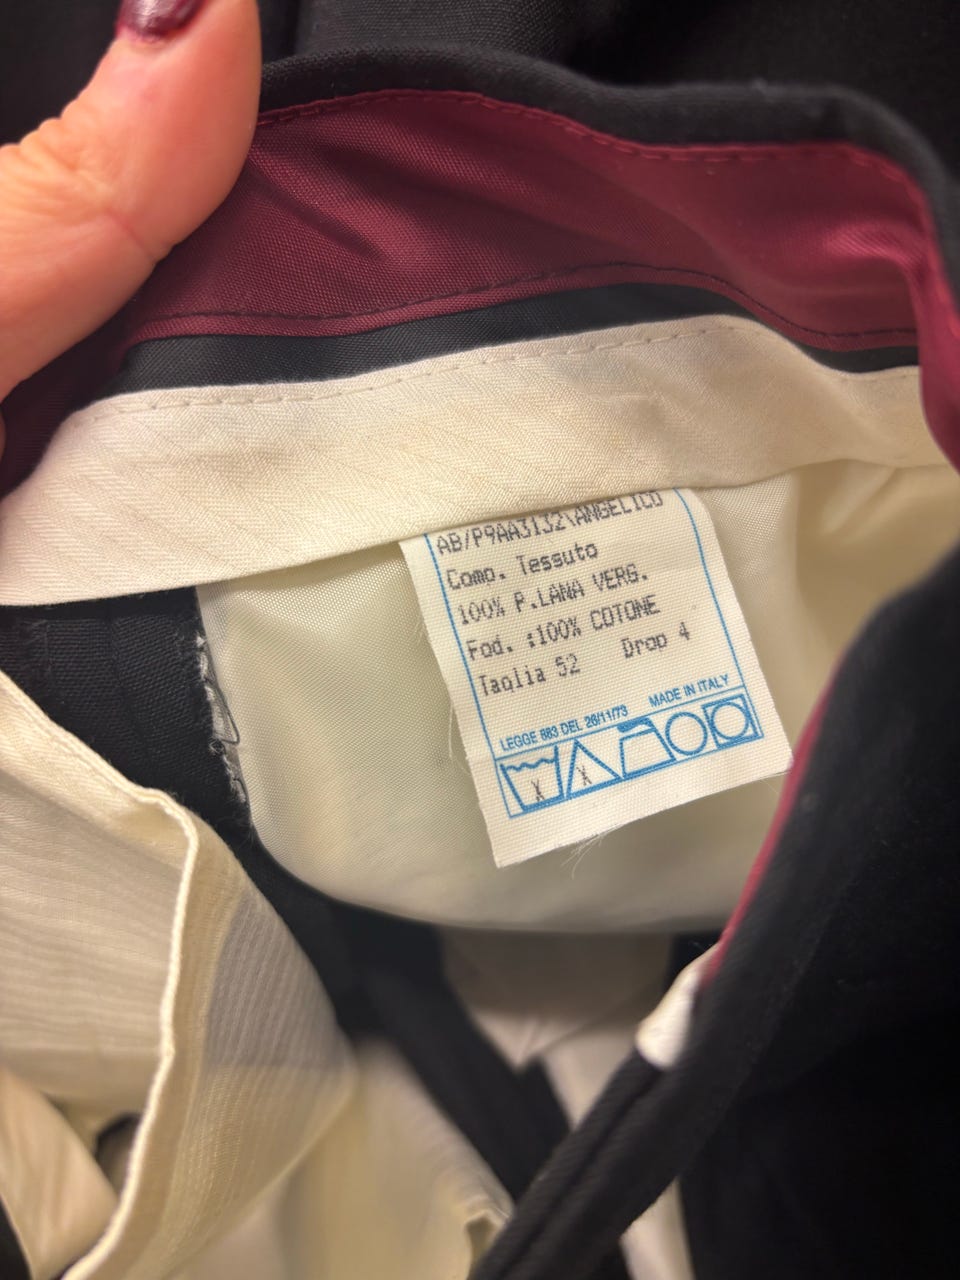 AB/P9AA3132\ANGELICO
Como. Tessuto
100% P.LANA VERG.
Fod. :100% COTONE
Taglia 52 Drop 4
LEGGE 883 DEL 26/11/73 MADE IN ITALY
X X